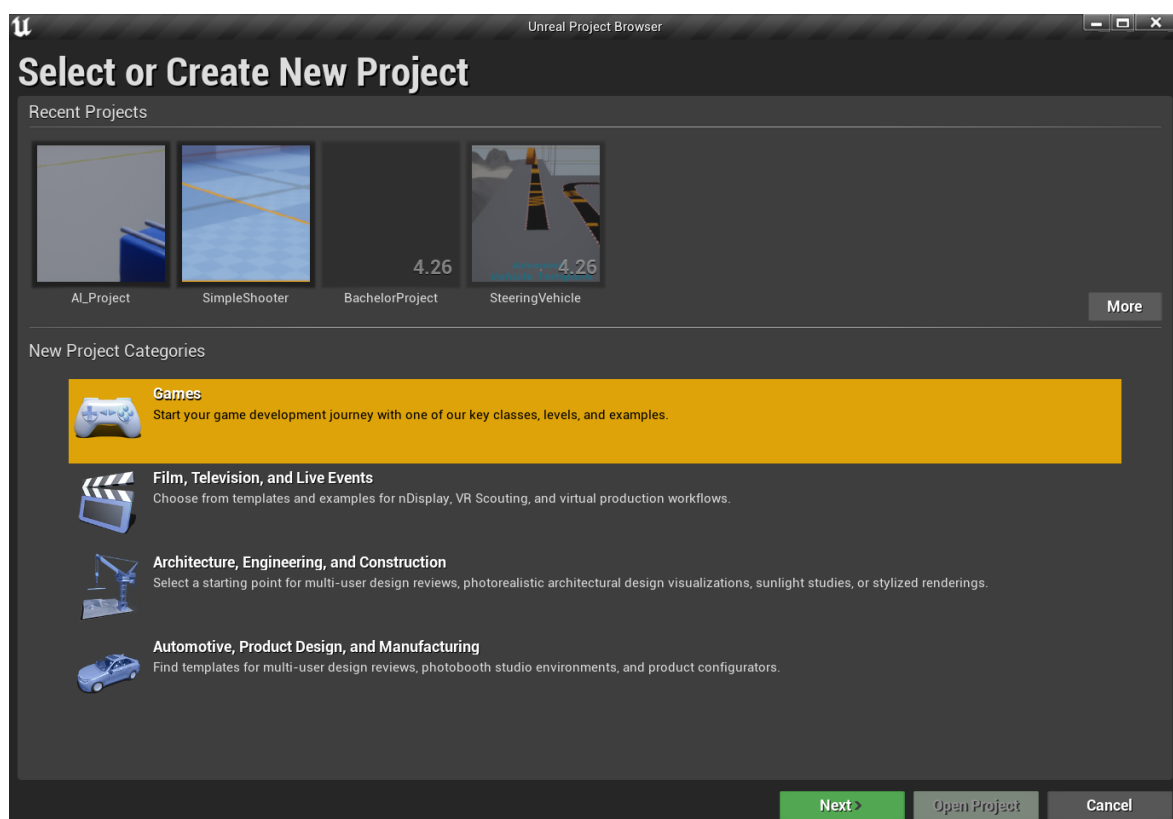 Unreal Project Browser
Select or Create New Project
Recent Projects
4.26
4.26
AI_Project
SimpleShooter
BachelorProject
SteeringVehicle
More
New Project Categories
Games
Start your game development journey with one of our key classes, levels, and examples.
Film, Television, and Live Events
Choose from templates and examples for nDisplay, VR Scouting, and virtual production workflows.
Architecture, Engineering, and Construction
Select a starting point for multi-user design reviews, photorealistic architectural design visualizations, sunlight studies, or stylized renderings.
Automotive, Product Design, and Manufacturing
Find templates for multi-user design reviews, photobooth studio environments, and product configurators.
Next >
Open Project
Cancel